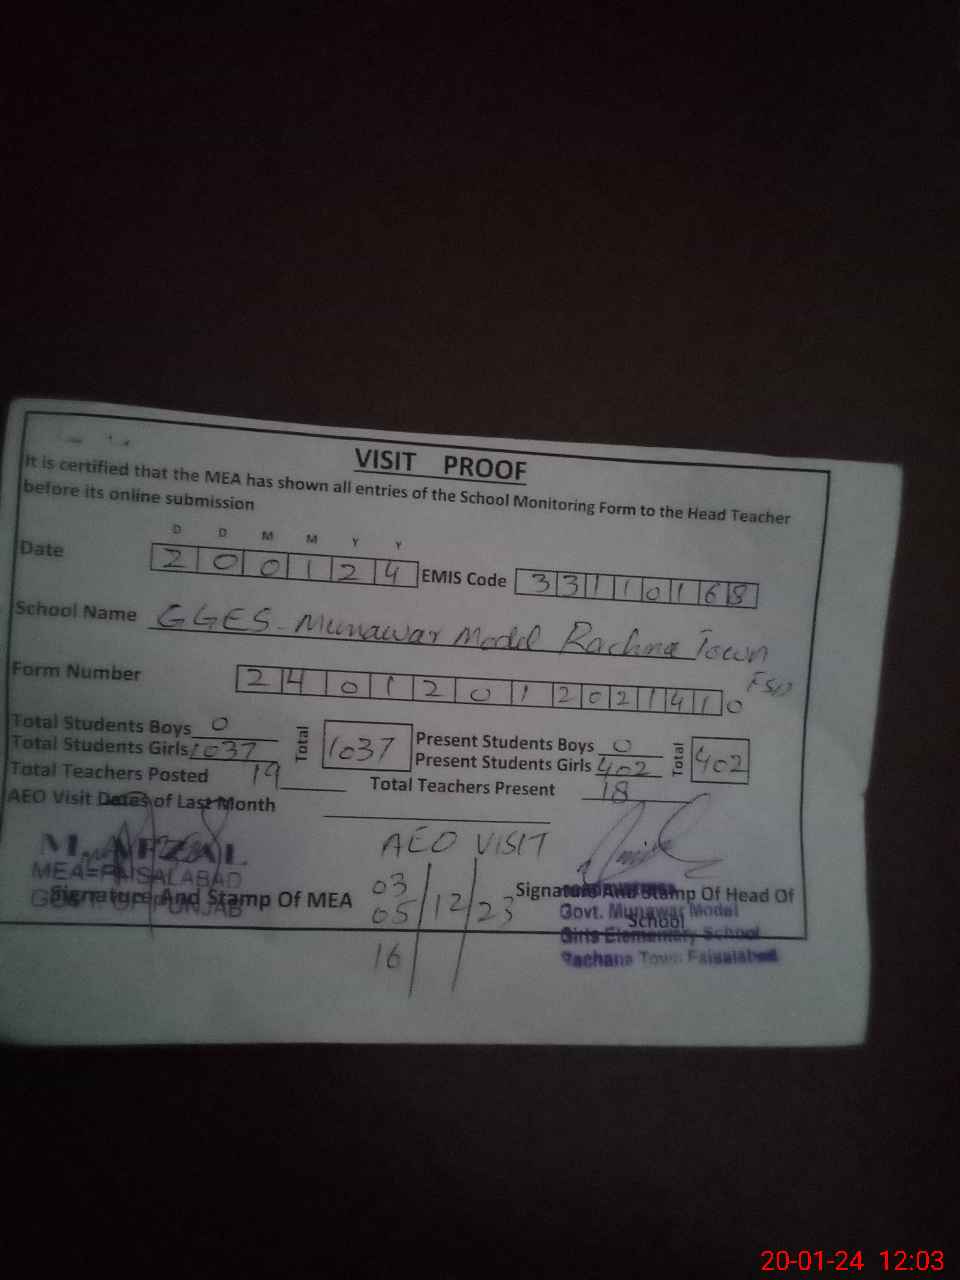 VISIT PROOF
It is certified that the MEA has shown all entries of the School Monitoring Form to the Head Teacher
before its online submission
D D M M Y Y
Date 2 0 0 1 2 4 EMIS Code 3 3 1 1 0 1 6 8
School Name GGES. Munawar Model Rachna Town
FSD
Form Number 2 4 0 1 2 0 1 2 0 2 1 4 1 0
Total Students Boys 0 Total 1037 Present Students Boys 0 Total 402
Total Students Girls 1037 Present Students Girls 402
Total Teachers Posted 19 Total Teachers Present 18
AEO Visit Dates of Last Month
AEO VISIT
M. AFZAL
MEA=FAISALABAD
GOVT OF PUNJAB
Signature And Stamp Of MEA
03
05 / 12 / 23
16
Signature And Stamp Of Head Of
School
Govt. Munawar Model
Girls Elementary School
Rachana Town Faisalabad
20-01-24 12:03